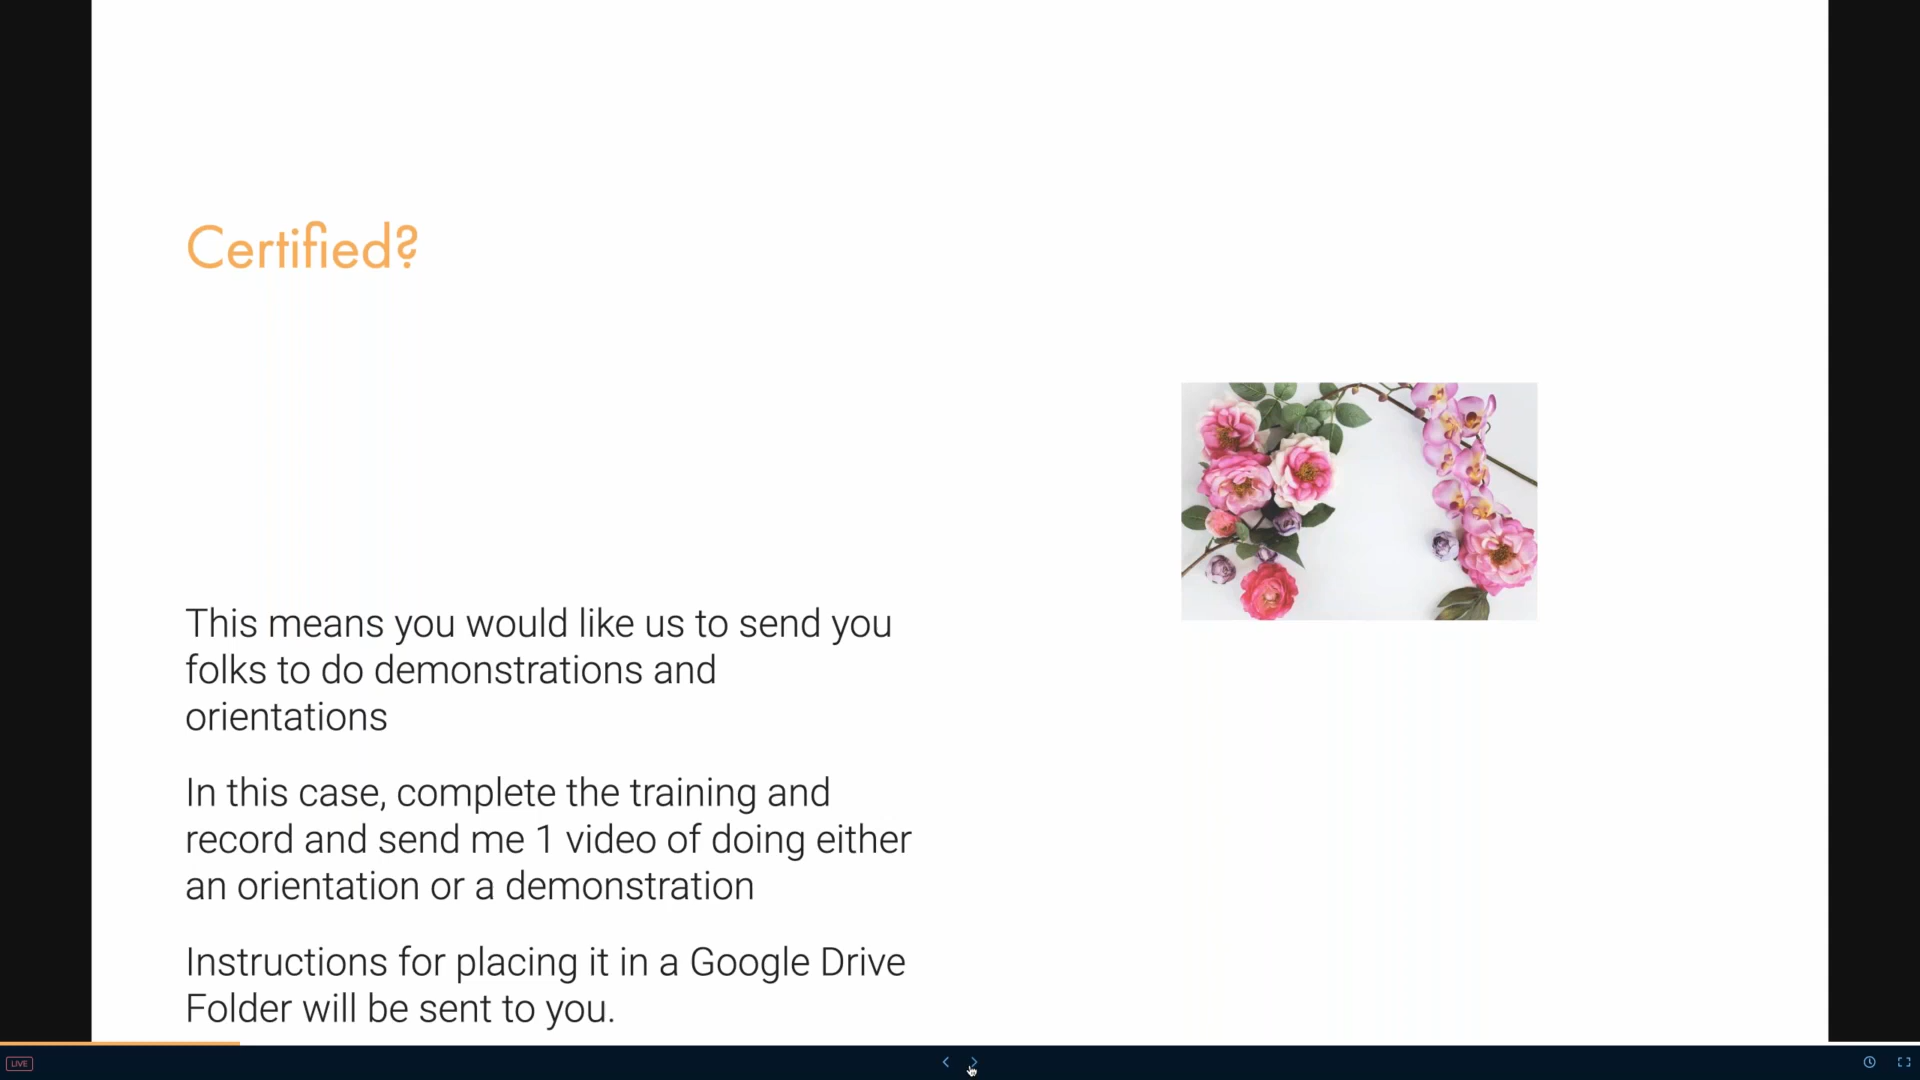 Certified?
This means you would like us to send you
folks to do demonstrations and
orientations
In this case, complete the training and
record and send me 1 video of doing either
an orientation or a demonstration
Instructions for placing it in a Google Drive
Folder will be sent to you.
LIVE